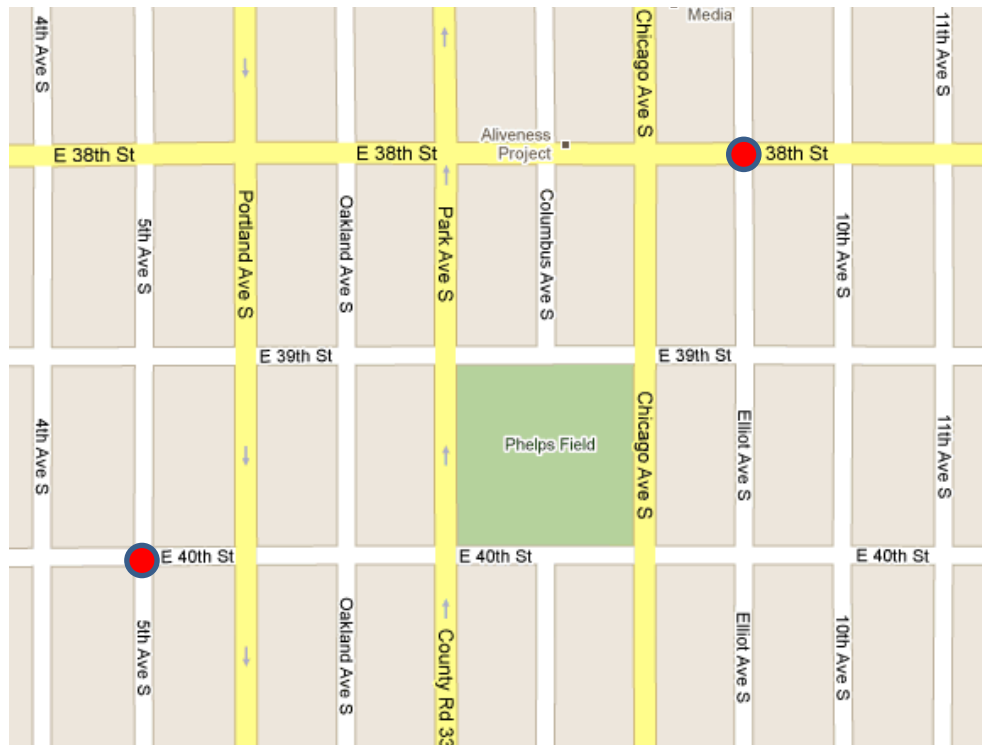 Media
4th Ave S
Chicago Ave S
11th Ave S
Aliveness
Project
E 38th St
E 38th St
38th St
5th Ave S
Portland Ave S
Oakland Ave S
Park Ave S
Columbus Ave S
10th Ave S
E 39th St
E 39th St
4th Ave S
Phelps Field
Chicago Ave S
Elliot Ave S
11th Ave S
E 40th St
E 40th St
E 40th St
5th Ave S
Oakland Ave S
County Rd 33
Elliot Ave S
10th Ave S